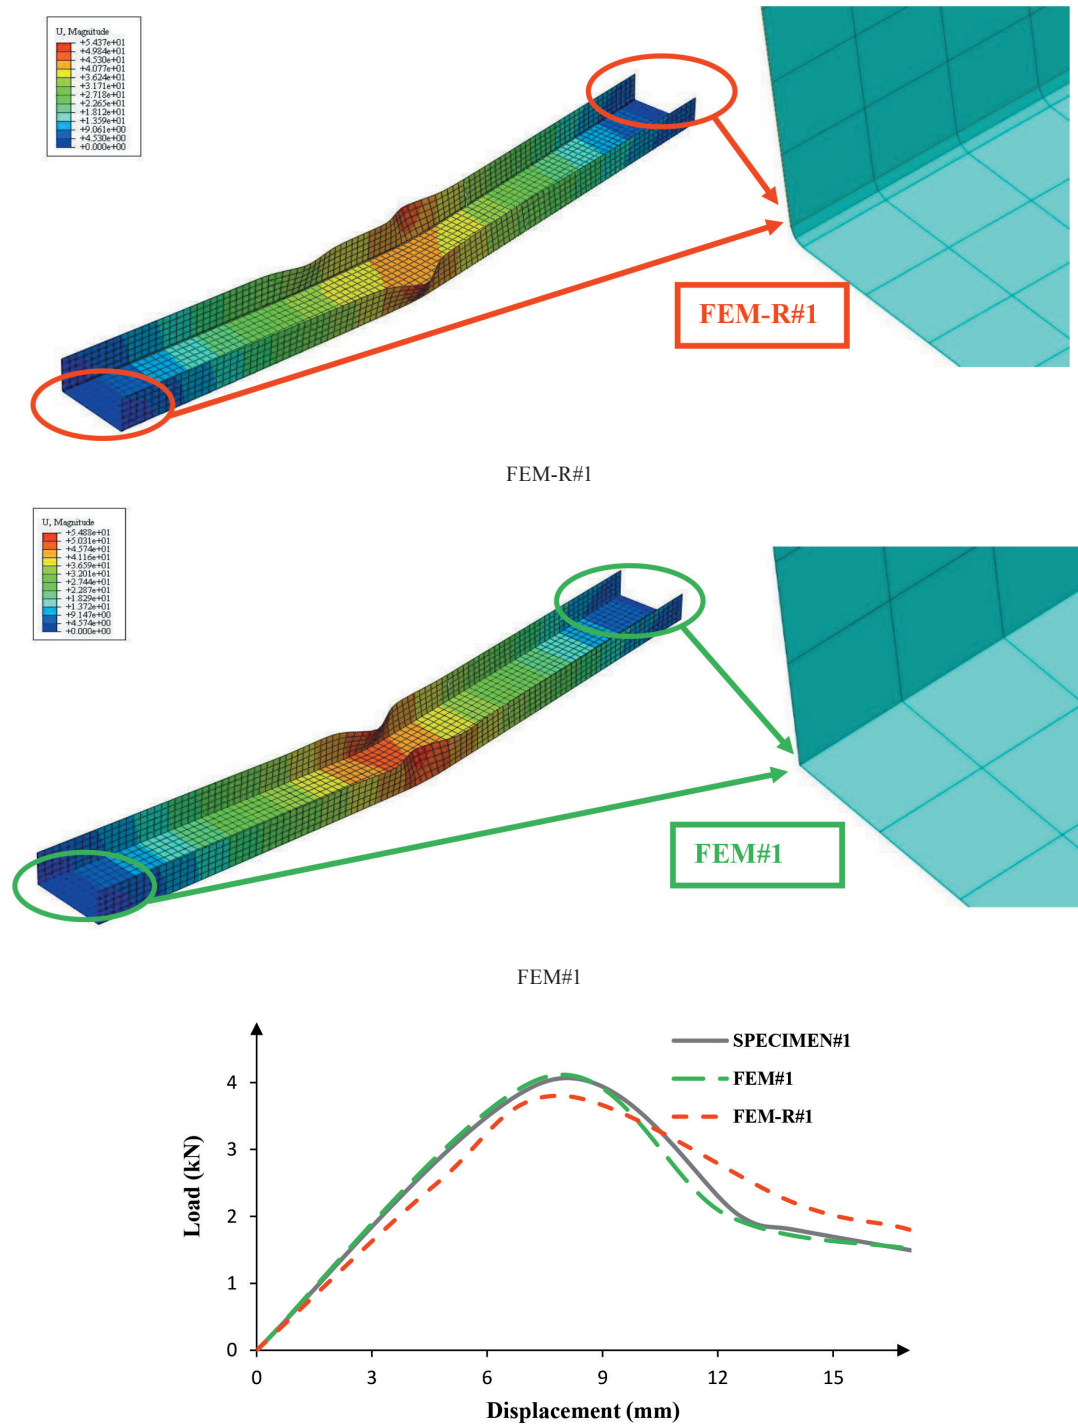 U, Magnitude
+5.437e+01
+4.984e+01
+4.530e+01
+4.077e+01
+3.624e+01
+3.171e+01
+2.718e+01
+2.265e+01
+1.812e+01
+1.359e+01
+9.061e+00
+4.530e+00
+0.000e+00
FEM-R#1
FEM-R#1
U, Magnitude
+5.488e+01
+5.031e+01
+4.574e+01
+4.116e+01
+3.659e+01
+3.201e+01
+2.744e+01
+2.287e+01
+1.829e+01
+1.372e+01
+9.147e+00
+4.574e+00
+0.000e+00
FEM#1
FEM#1
SPECIMEN#1
FEM#1
FEM-R#1
Load (kN)
4
3
2
1
0
0 3 6 9 12 15
Displacement (mm)